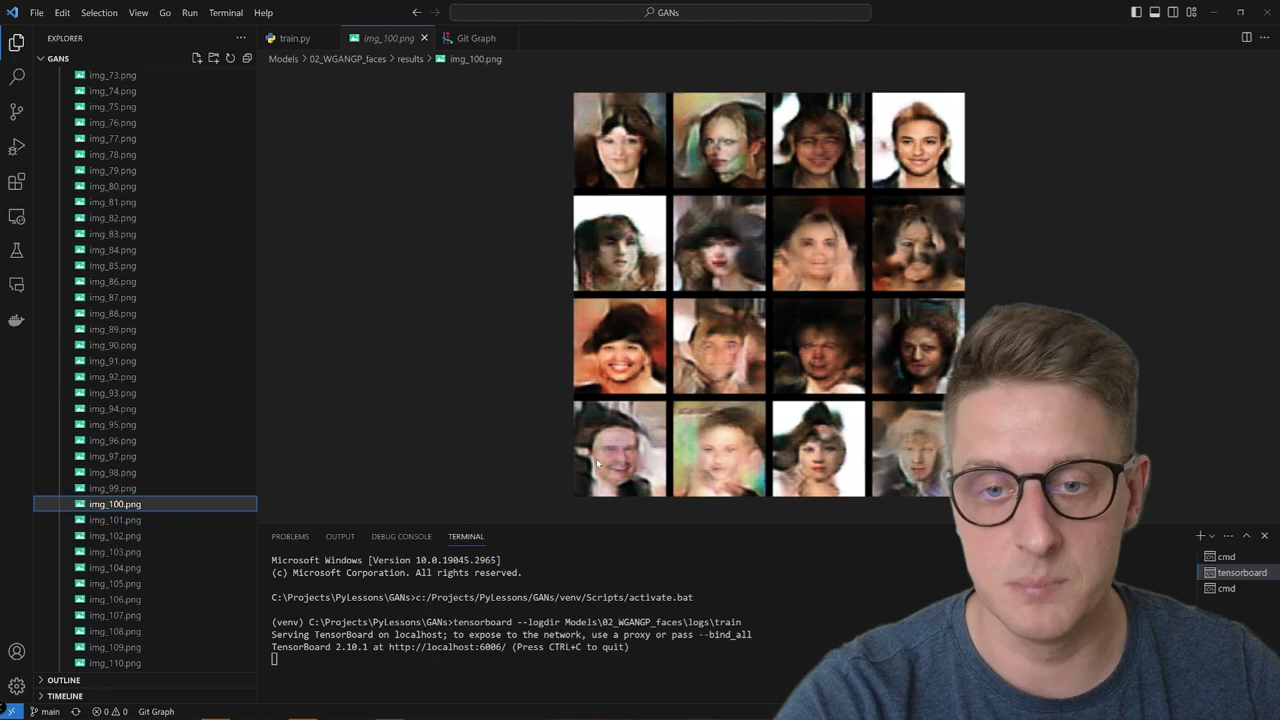 File Edit Selection View Go Run Terminal Help
GANs
EXPLORER
train.py
img_100.png
Git Graph
GANS
Models > 02_WGANGP_faces > results > img_100.png
img_73.png
img_74.png
img_75.png
img_76.png
img_77.png
img_78.png
img_79.png
img_80.png
img_81.png
img_82.png
img_83.png
img_84.png
img_85.png
img_86.png
img_87.png
img_88.png
img_89.png
img_90.png
img_91.png
img_92.png
img_93.png
img_94.png
img_95.png
img_96.png
img_97.png
img_98.png
img_99.png
img_100.png
img_101.png
img_102.png
img_103.png
img_104.png
img_105.png
img_106.png
img_107.png
img_108.png
img_109.png
img_110.png
OUTLINE
TIMELINE
PROBLEMS OUTPUT DEBUG CONSOLE TERMINAL
Microsoft Windows [Version 10.0.19045.2965]
(c) Microsoft Corporation. All rights reserved.
C:\Projects\PyLessons\GANs>c:/Projects/PyLessons/GANs/venv/Scripts/activate.bat
(venv) C:\Projects\PyLessons\GANs>tensorboard --logdir Models\02_WGANGP_faces\logs\train
Serving TensorBoard on localhost; to expose to the network, use a proxy or pass --bind_all
TensorBoard 2.10.1 at http://localhost:6006/ (Press CTRL+C to quit)
cmd
tensorboard
cmd
main
0 0
Git Graph